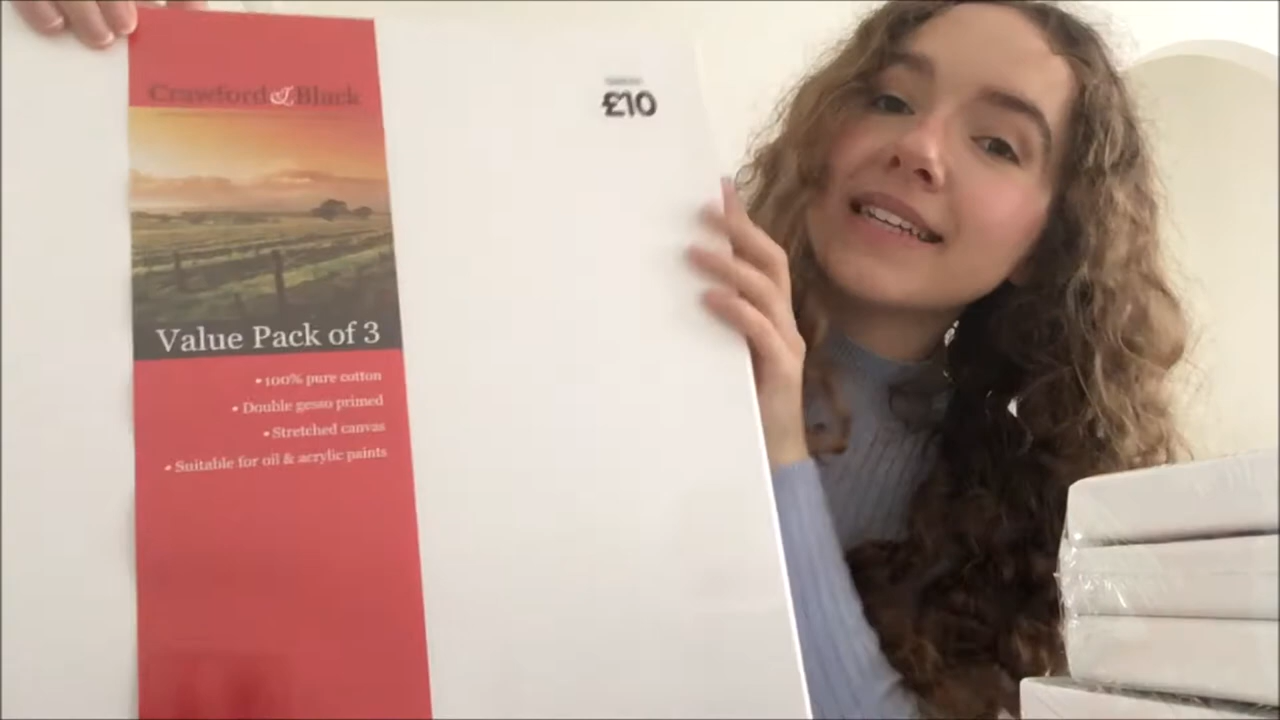 Crawford & Black
£10
Value Pack of 3
• 100% pure cotton
• Double gesso primed
• Stretched canvas
• Suitable for oil & acrylic paints